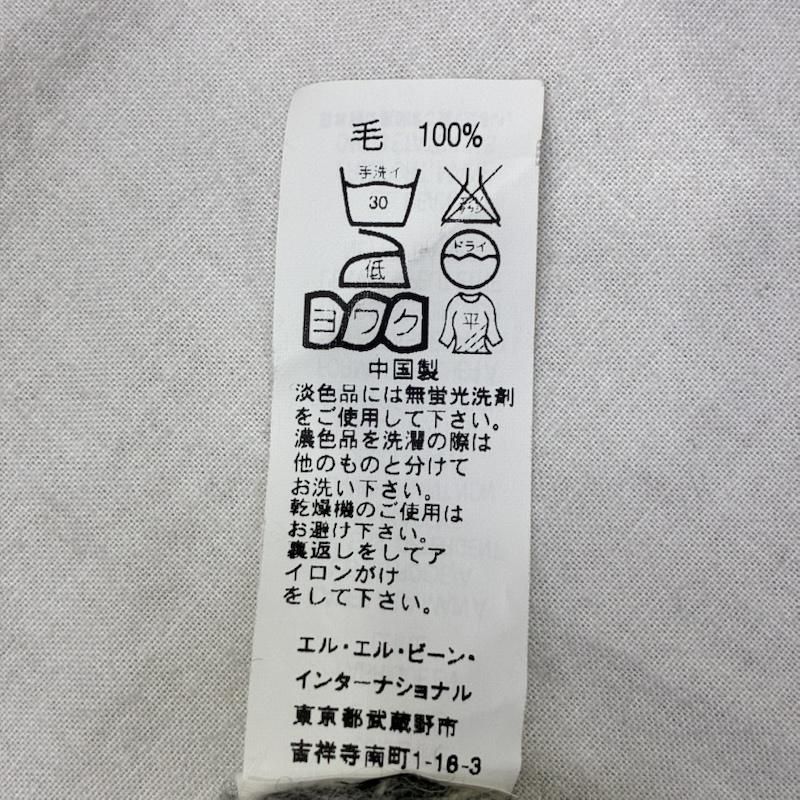 毛 100%
手洗イ
30
エンソサラシ
低
ドライ
ヨワク
平
中国製
淡色品には無蛍光洗剤
をご使用して下さい。
濃色品を洗濯の際は
他のものと分けて
お洗い下さい。
乾燥機のご使用は
お避け下さい。
裏返しをしてア
イロンがけ
をして下さい。
エル・エル・ビーン・
インターナショナル
東京都武蔵野市
吉祥寺南町1-16-3